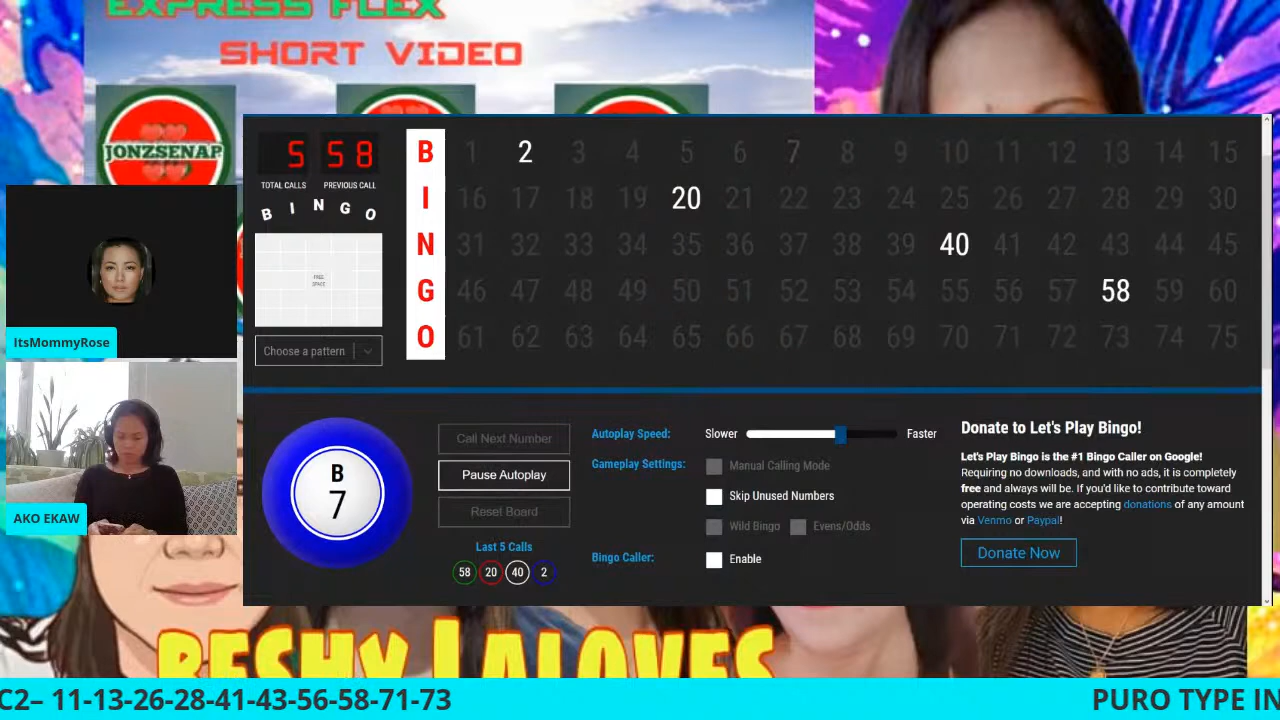 EXPRESS FLEX
SHORT VIDEO
JONZSENAP
5 58
TOTAL CALLS PREVIOUS CALL
B I N G O
FREE
SPACE
Choose a pattern
B 1 2 3 4 5 6 7 8 9 10 11 12 13 14 15
I 16 17 18 19 20 21 22 23 24 25 26 27 28 29 30
N 31 32 33 34 35 36 37 38 39 40 41 42 43 44 45
G 46 47 48 49 50 51 52 53 54 55 56 57 58 59 60
O 61 62 63 64 65 66 67 68 69 70 71 72 73 74 75
ItsMommyRose
AKO EKAW
B
7
Call Next Number
Pause Autoplay
Reset Board
Last 5 Calls
58 20 40 2
Autoplay Speed: Slower Faster
Gameplay Settings: Manual Calling Mode
Skip Unused Numbers
Wild Bingo Evens/Odds
Bingo Caller: Enable
Donate to Let's Play Bingo!
Let's Play Bingo is the #1 Bingo Caller on Google!
Requiring no downloads, and with no ads, it is completely
free and always will be. If you'd like to contribute toward
operating costs we are accepting donations of any amount
via Venmo or Paypal!
Donate Now
BESHY LALOVES
C2– 11-13-26-28-41-43-56-58-71-73
PURO TYPE IN